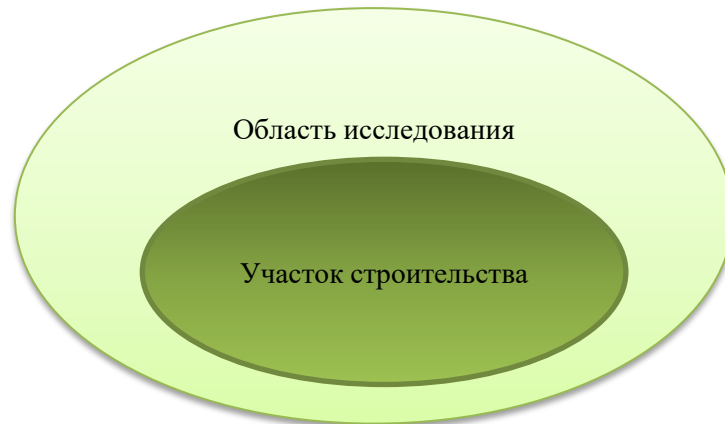 Область исследования
Участок строительства